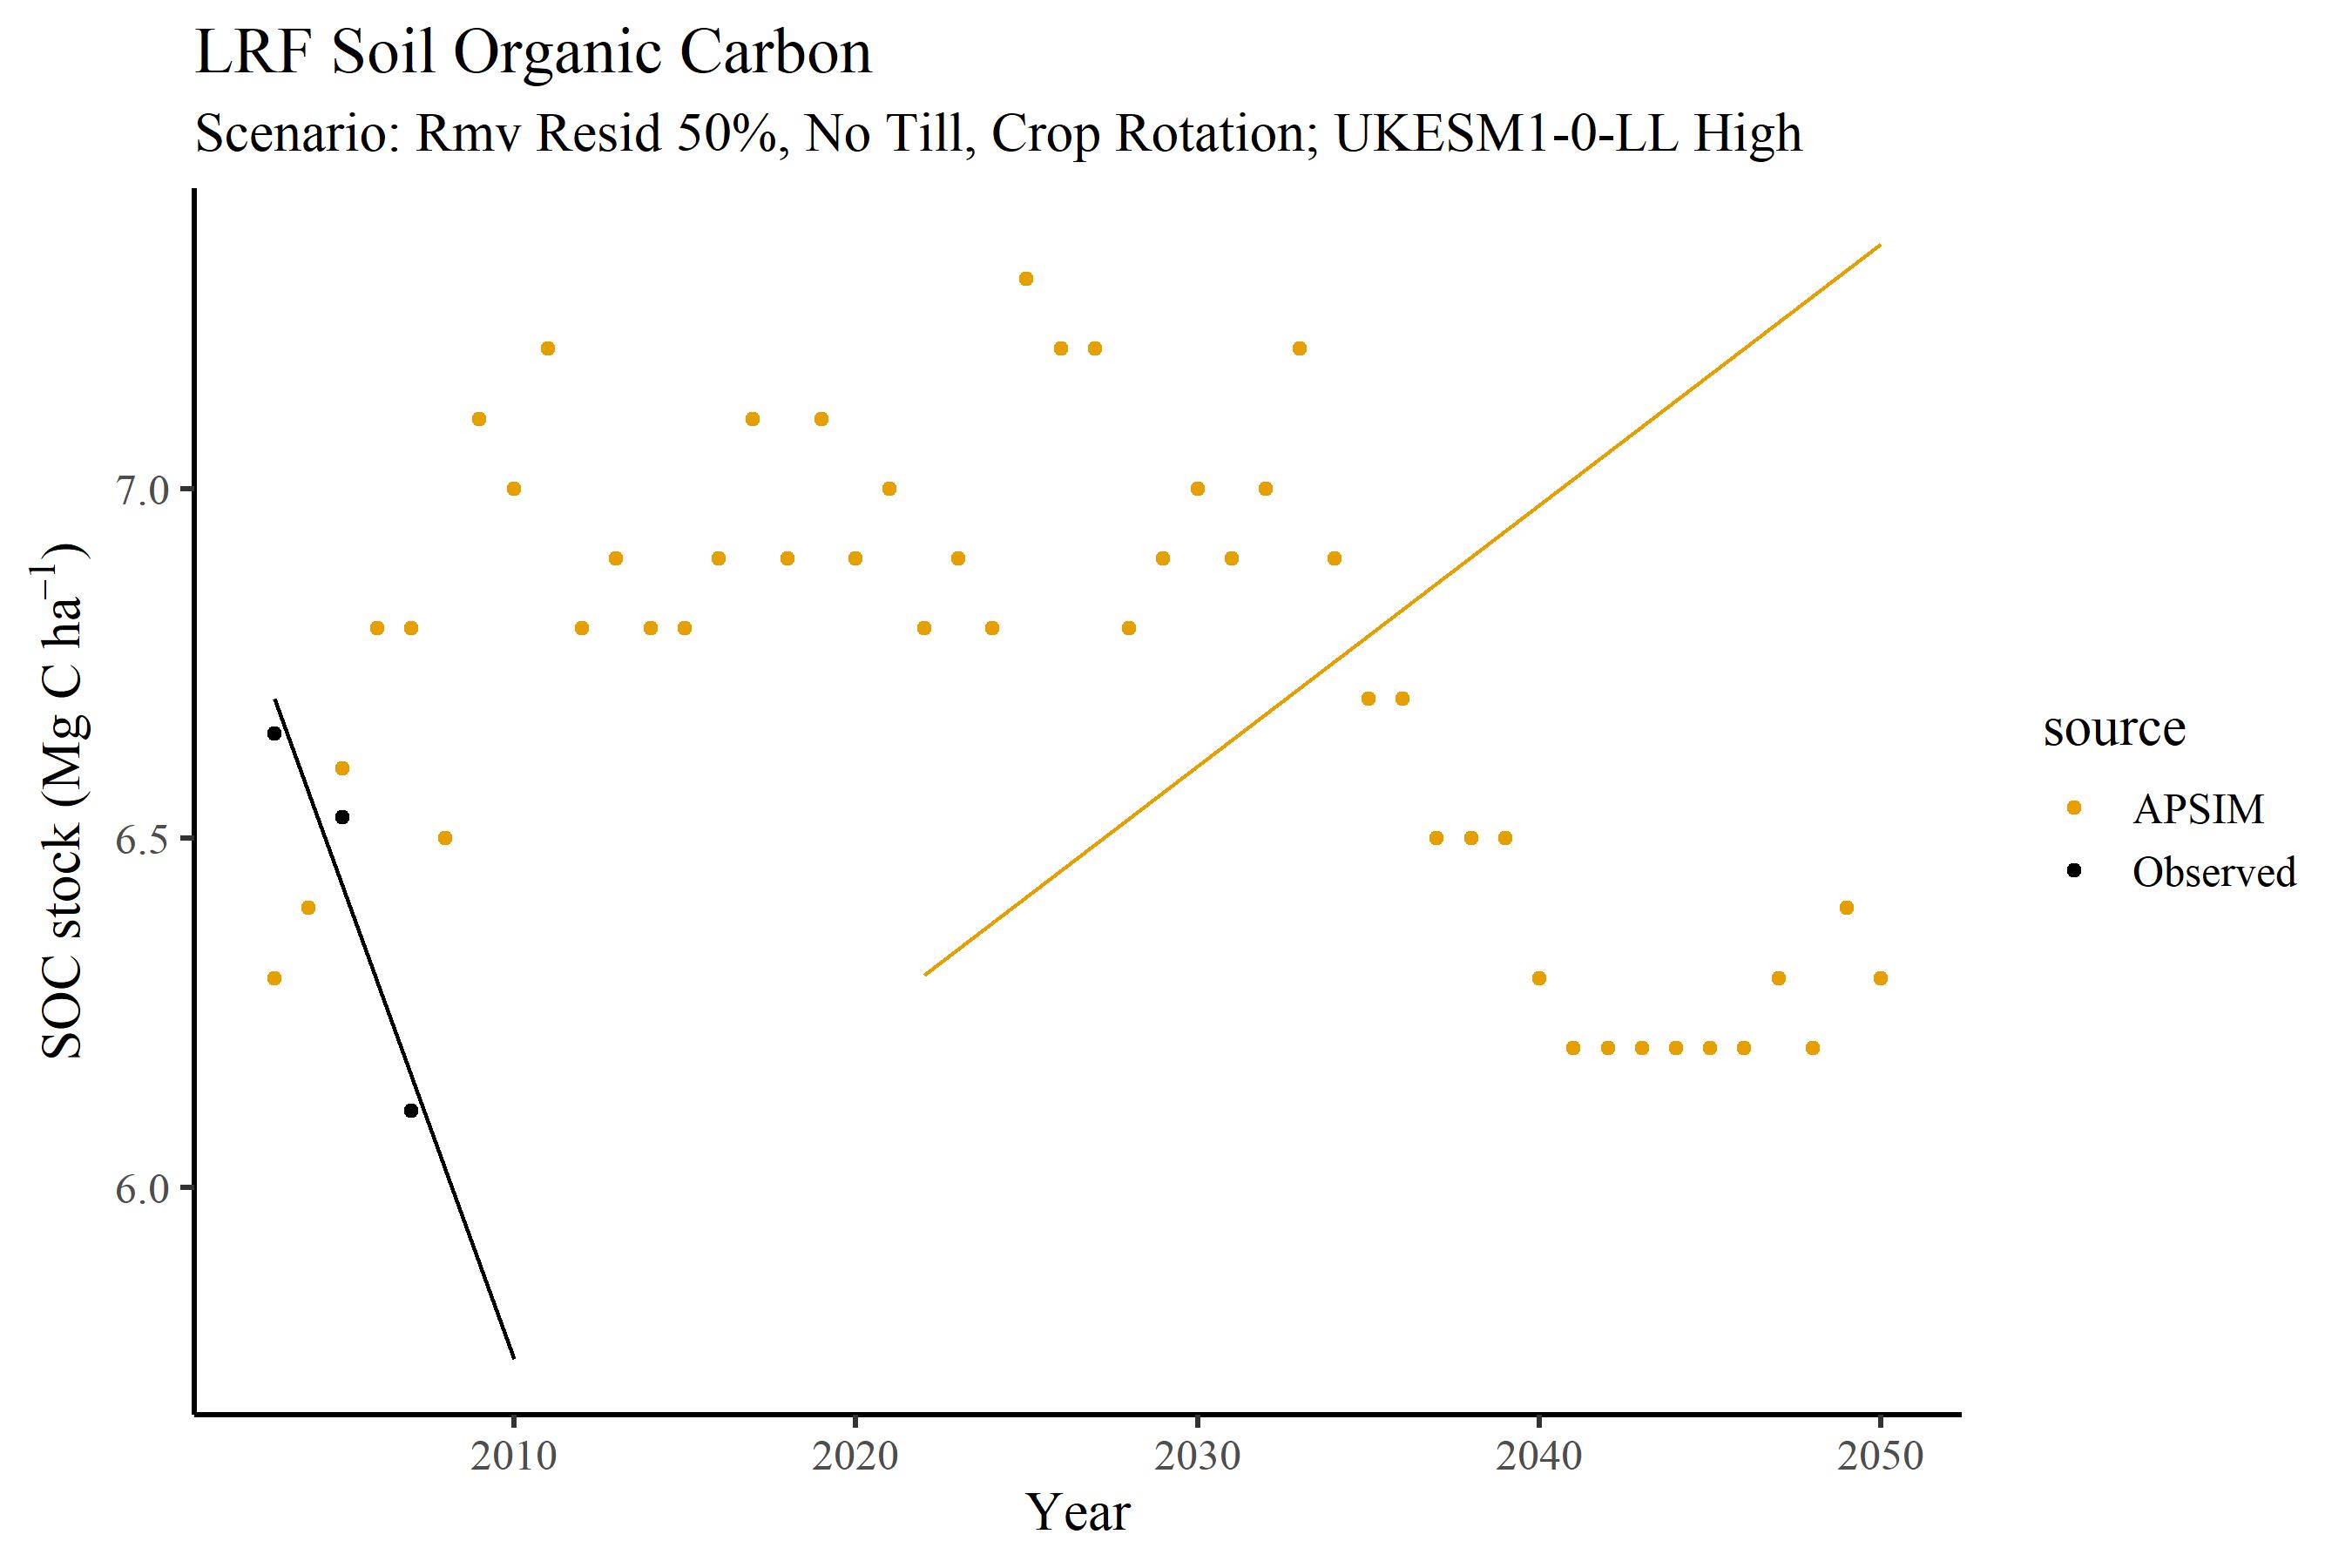 LRF Soil Organic Carbon
Scenario: Rmv Resid 50%, No Till, Crop Rotation; UKESM1-0-LL High
SOC stock (Mg C ha⁻¹)
7.0
6.5
6.0
2010 2020 2030 2040 2050
Year
source
APSIM
Observed